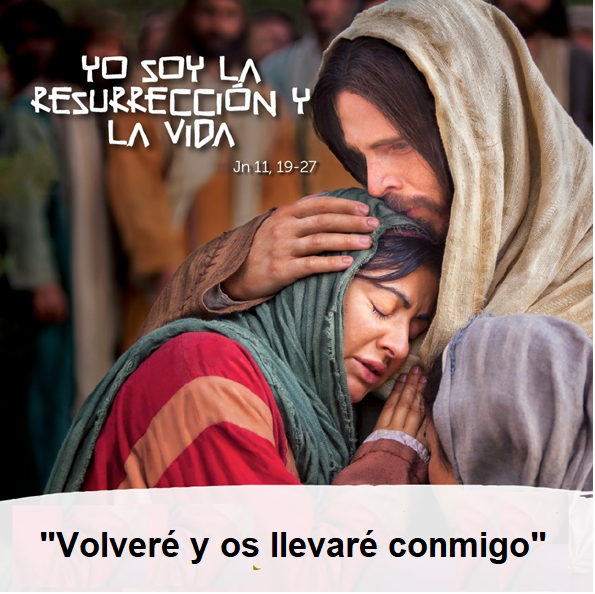 YO SOY LA
RESURRECCIÓN Y
LA VIDA
Jn 11, 19-27
"Volveré y os llevaré conmigo"